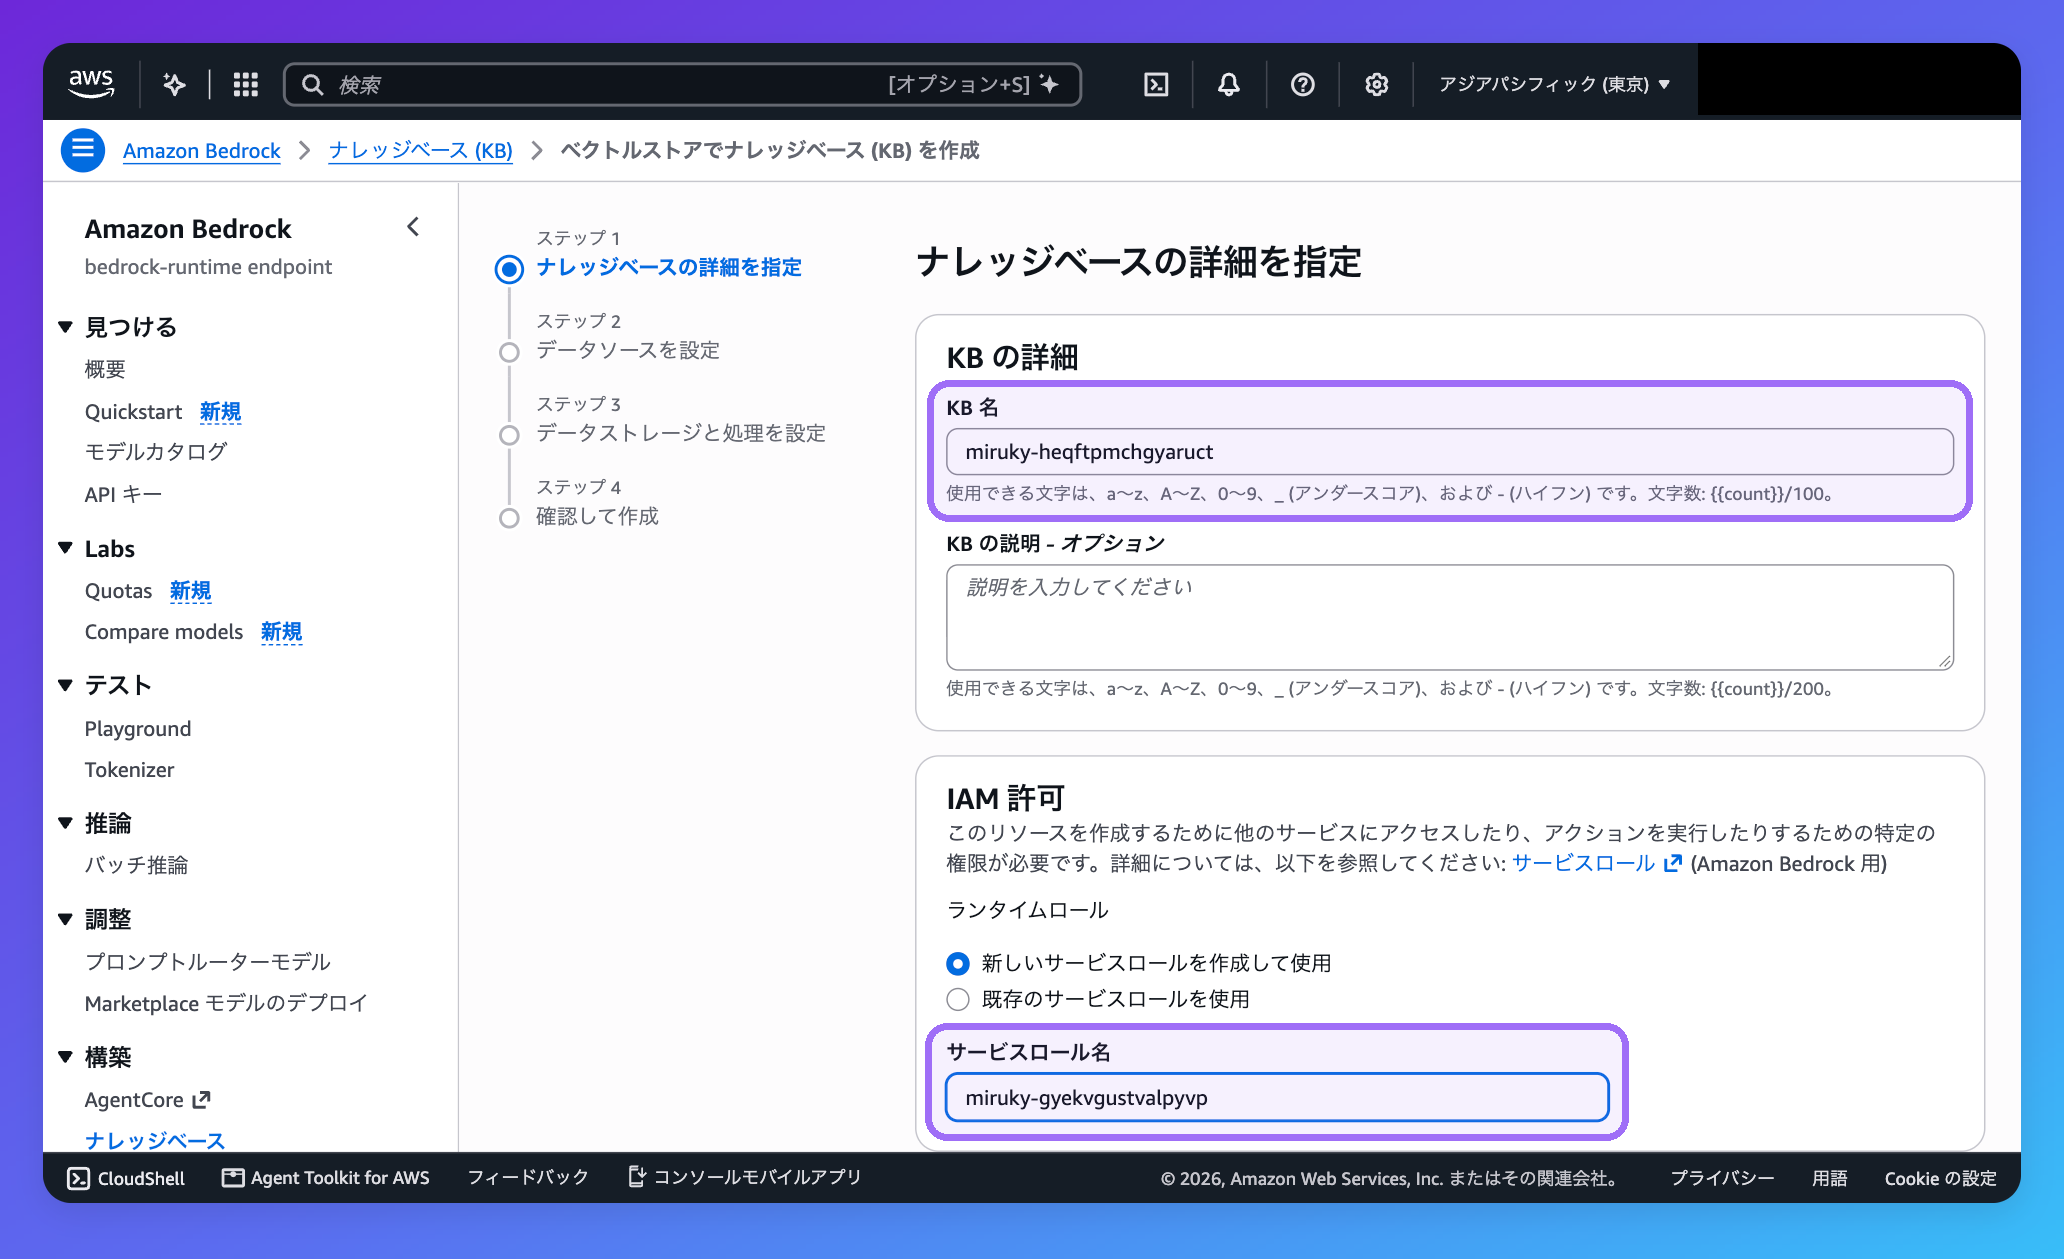 aws
検索
[オプション+S]
アジアパシフィック (東京) ▼
Amazon Bedrock
ナレッジベース (KB)
ベクトルストアでナレッジベース (KB) を作成
Amazon Bedrock
bedrock-runtime endpoint
見つける
概要
Quickstart 新規
モデルカタログ
API キー
Labs
Quotas 新規
Compare models 新規
テスト
Playground
Tokenizer
推論
バッチ推論
調整
プロンプトルーターモデル
Marketplace モデルのデプロイ
構築
AgentCore
ナレッジベース
ステップ 1
ナレッジベースの詳細を指定
ステップ 2
データソースを設定
ステップ 3
データストレージと処理を設定
ステップ 4
確認して作成
ナレッジベースの詳細を指定
KB の詳細
KB 名
miruky-heqftpmchgyaruct
使用できる文字は、a～z、A～Z、0～9、_ (アンダースコア)、および - (ハイフン) です。文字数: {{count}}/100。
KB の説明 - オプション
説明を入力してください
使用できる文字は、a～z、A～Z、0～9、_ (アンダースコア)、および - (ハイフン) です。文字数: {{count}}/200。
IAM 許可
このリソースを作成するために他のサービスにアクセスしたり、アクションを実行したりするための特定の
権限が必要です。詳細については、以下を参照してください: サービスロール (Amazon Bedrock 用)
ランタイムロール
新しいサービスロールを作成して使用
既存のサービスロールを使用
サービスロール名
miruky-gyekvgustvalpyvp
CloudShell
Agent Toolkit for AWS
フィードバック
コンソールモバイルアプリ
© 2026, Amazon Web Services, Inc. またはその関連会社。
プライバシー
用語
Cookie の設定